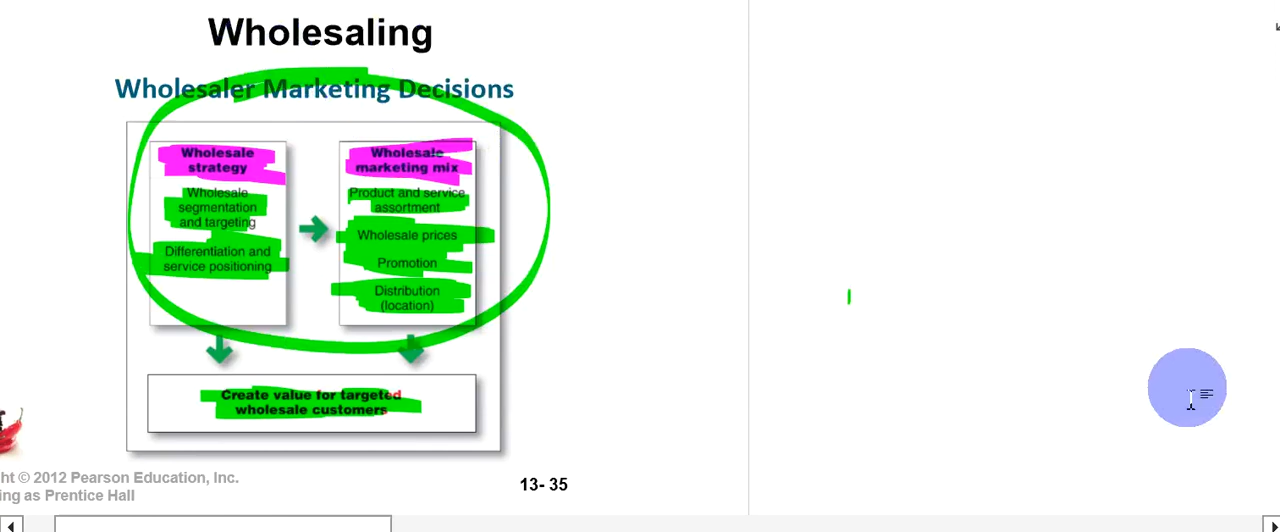 Wholesaling
Wholesaler Marketing Decisions
Wholesale
strategy
Wholesale
segmentation
and targeting
Differentiation and
service positioning
Wholesale
marketing mix
Product and service
assortment
Wholesale prices
Promotion
Distribution
(location)
Create value for targeted
wholesale customers
ht © 2012 Pearson Education, Inc.
ing as Prentice Hall
13- 35